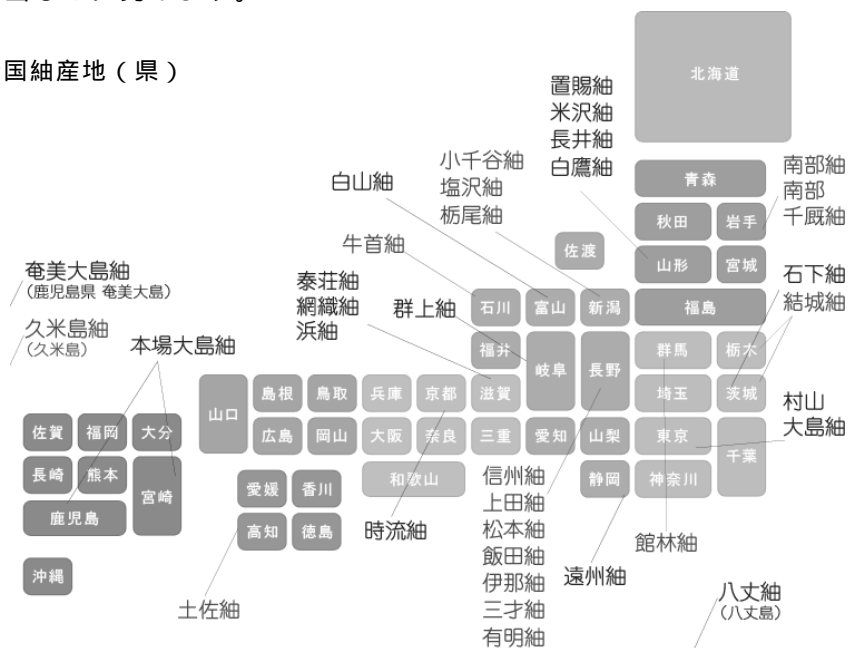 国紬産地（県）
北海道
置賜紬
米沢紬
長井紬
白鷹紬
小千谷紬
塩沢紬
栃尾紬
白山紬
青森
南部紬
南部
千厩紬
秋田
岩手
牛首紬
佐渡
山形
宮城
奄美大島紬
（鹿児島県 奄美大島）
泰荘紬
網織紬
浜紬
群上紬
石川
富山
新潟
福島
石下紬
結城紬
久米島紬
（久米島）
本場大島紬
福井
岐阜
長野
群馬
栃木
山口
島根
鳥取
兵庫
京都
滋賀
埼玉
茨城
村山
大島紬
佐賀
福岡
大分
広島
岡山
大阪
奈良
三重
愛知
山梨
東京
千葉
長崎
熊本
宮崎
愛媛
香川
和歌山
静岡
神奈川
鹿児島
高知
徳島
時流紬
信州紬
上田紬
松本紬
飯田紬
伊那紬
三才紬
有明紬
遠州紬
館林紬
沖縄
土佐紬
八丈紬
（八丈島）